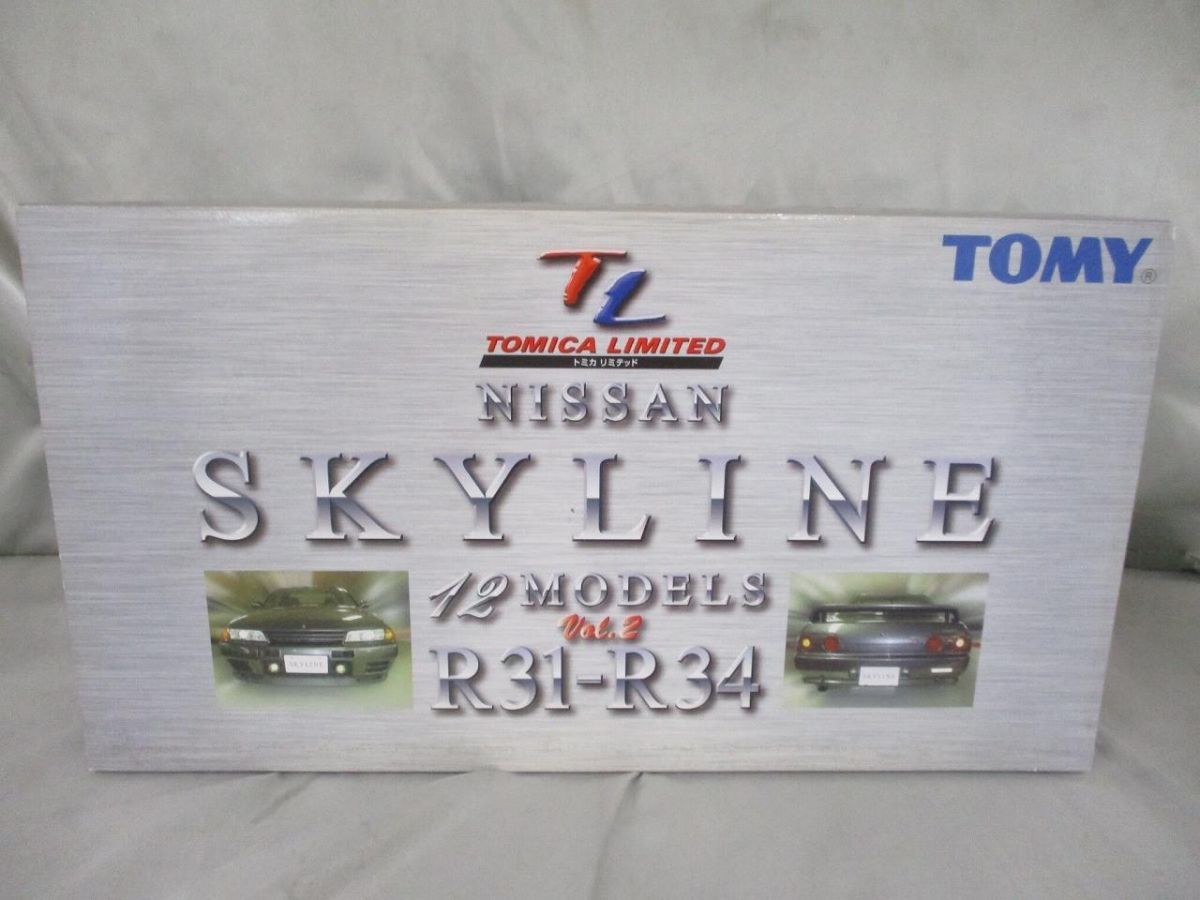 TOMY®
TL
TOMICA LIMITED
トミカ リミテッド
NISSAN
SKYLINE
12 MODELS
Vol.2
R31-R34
SKYLINE
SKYLINE